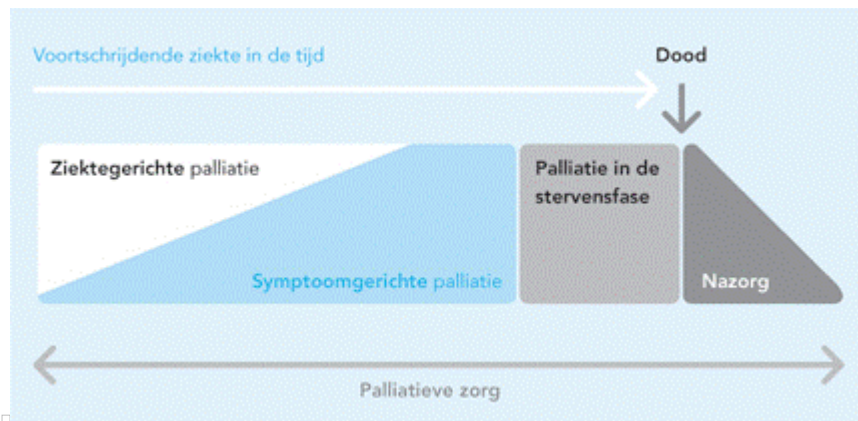 Voortschrijdende ziekte in de tijd
Dood
Ziektegerichte palliatie
Palliatie in de
stervensfase
Symptoomgerichte palliatie
Nazorg
Palliatieve zorg